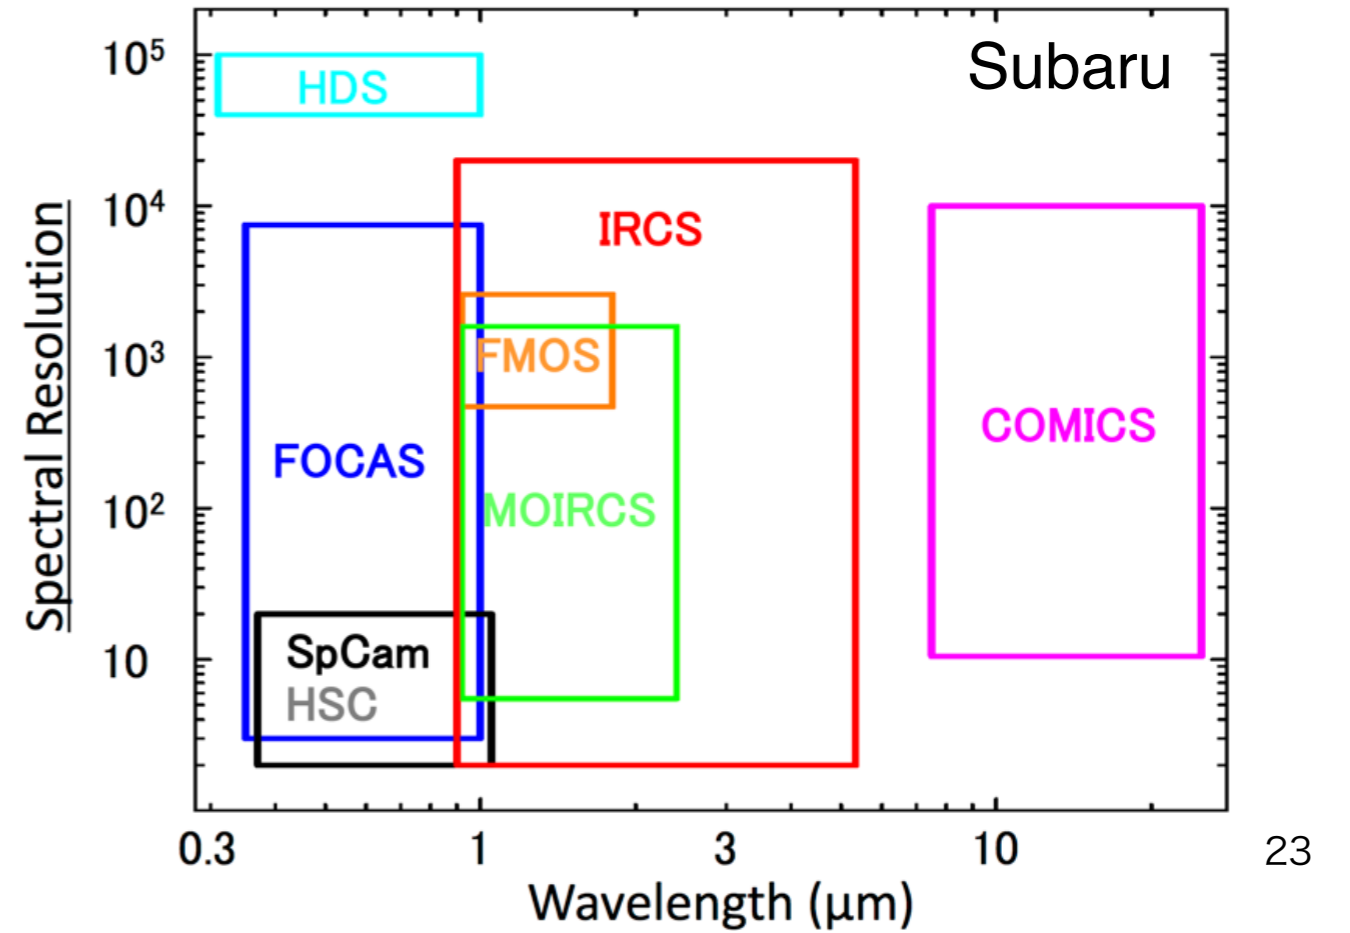 Subaru
10⁵
HDS
10⁴
IRCS
FMOS
10³
COMICS
FOCAS
MOIRCS
10²
SpCam
10
HSC
Spectral Resolution
0.3 1 3 10
23
Wavelength (μm)